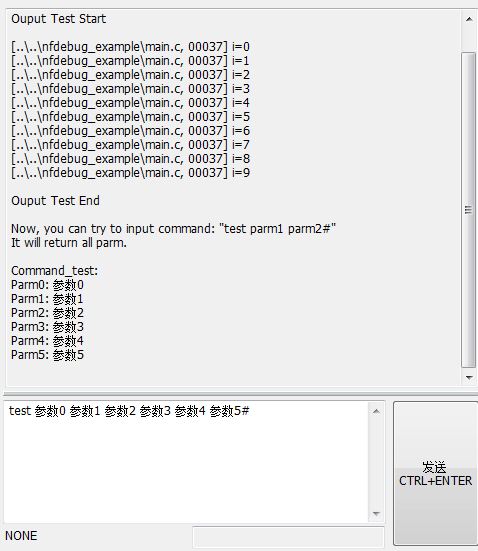 Ouput Test Start
[..\..\nfdebug_example\main.c, 00037] i=0
[..\..\nfdebug_example\main.c, 00037] i=1
[..\..\nfdebug_example\main.c, 00037] i=2
[..\..\nfdebug_example\main.c, 00037] i=3
[..\..\nfdebug_example\main.c, 00037] i=4
[..\..\nfdebug_example\main.c, 00037] i=5
[..\..\nfdebug_example\main.c, 00037] i=6
[..\..\nfdebug_example\main.c, 00037] i=7
[..\..\nfdebug_example\main.c, 00037] i=8
[..\..\nfdebug_example\main.c, 00037] i=9
Ouput Test End
Now, you can try to input command: "test parm1 parm2#"
It will return all parm.
Command_test:
Parm0: 参数0
Parm1: 参数1
Parm2: 参数2
Parm3: 参数3
Parm4: 参数4
Parm5: 参数5
test 参数0 参数1 参数2 参数3 参数4 参数5#
发送
CTRL+ENTER
NONE